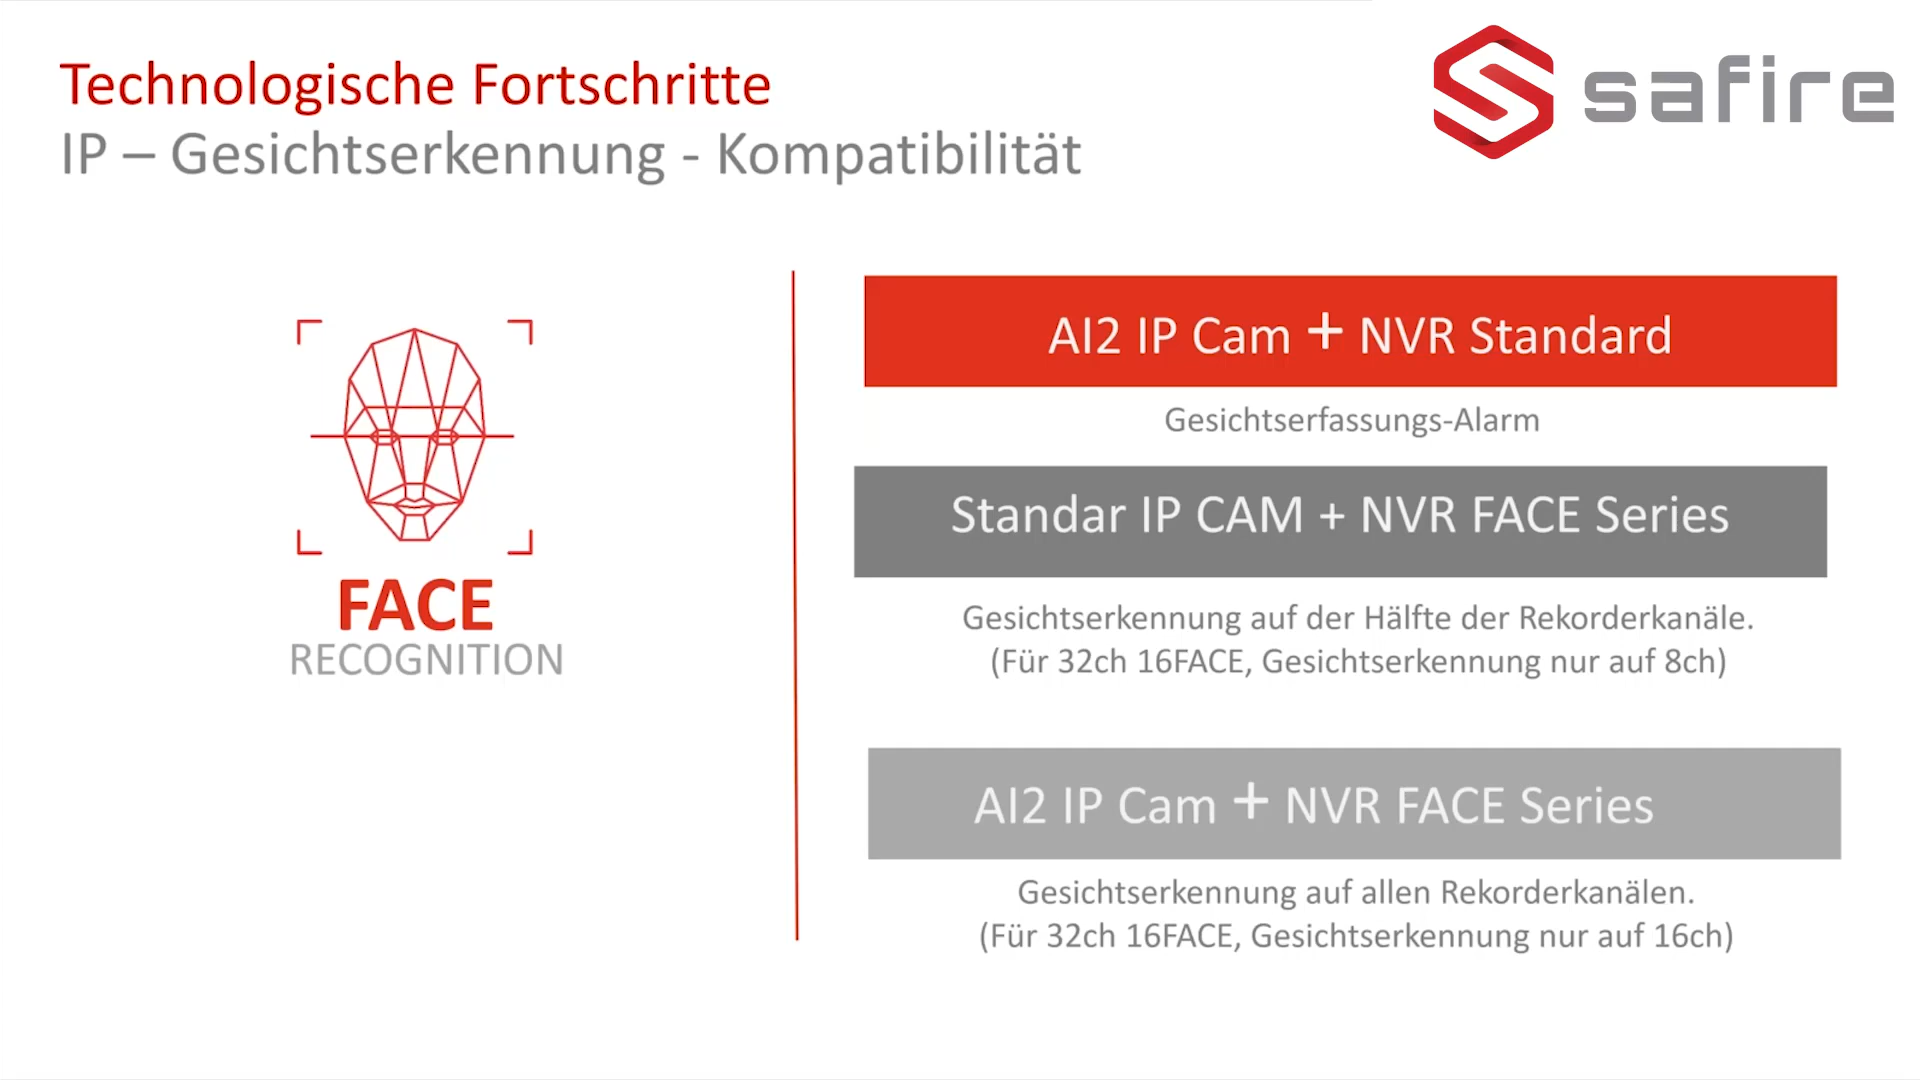 Technologische Fortschritte
IP – Gesichtserkennung - Kompatibilität
safire
FACE
RECOGNITION
AI2 IP Cam + NVR Standard
Gesichtserfassungs-Alarm
Standar IP CAM + NVR FACE Series
Gesichtserkennung auf der Hälfte der Rekorderkanäle.
(Für 32ch 16FACE, Gesichtserkennung nur auf 8ch)
AI2 IP Cam + NVR FACE Series
Gesichtserkennung auf allen Rekorderkanälen.
(Für 32ch 16FACE, Gesichtserkennung nur auf 16ch)